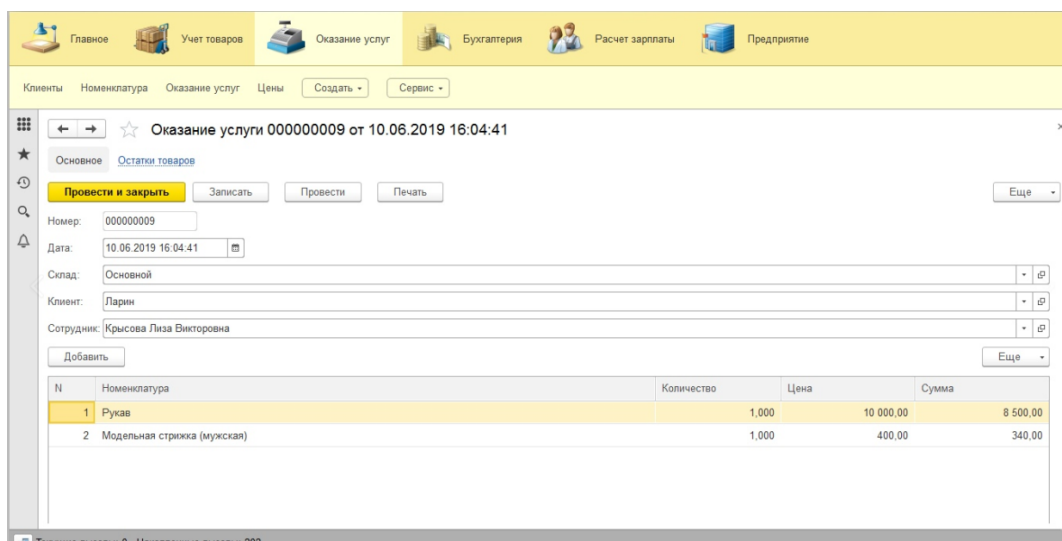 Главное Учет товаров Оказание услуг Бухгалтерия Расчет зарплаты Предприятие
Клиенты Номенклатура Оказание услуг Цены Создать Сервис
Оказание услуги 000000009 от 10.06.2019 16:04:41
Основное Остатки товаров
Провести и закрыть Записать Провести Печать Еще
Номер: 000000009
Дата: 10.06.2019 16:04:41
Склад: Основной
Клиент: Ларин
Сотрудник: Крысова Лиза Викторовна
Добавить Еще
N Номенклатура Количество Цена Сумма
1 Рукав 1,000 10 000,00 8 500,00
2 Модельная стрижка (мужская) 1,000 400,00 340,00